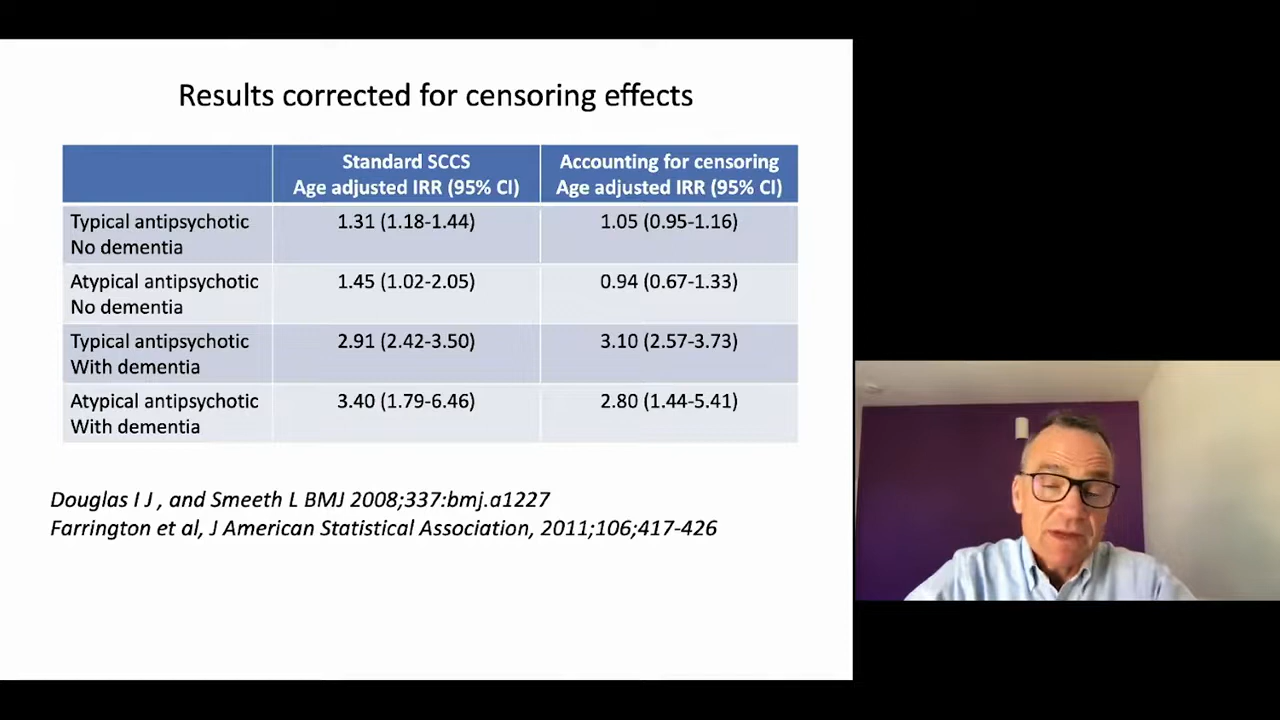 Results corrected for censoring effects
Standard SCCS
Age adjusted IRR (95% CI)
Accounting for censoring
Age adjusted IRR (95% CI)
Typical antipsychotic
No dementia
1.31 (1.18-1.44)
1.05 (0.95-1.16)
Atypical antipsychotic
No dementia
1.45 (1.02-2.05)
0.94 (0.67-1.33)
Typical antipsychotic
With dementia
2.91 (2.42-3.50)
3.10 (2.57-3.73)
Atypical antipsychotic
With dementia
3.40 (1.79-6.46)
2.80 (1.44-5.41)
Douglas I J , and Smeeth L BMJ 2008;337:bmj.a1227
Farrington et al, J American Statistical Association, 2011;106;417-426